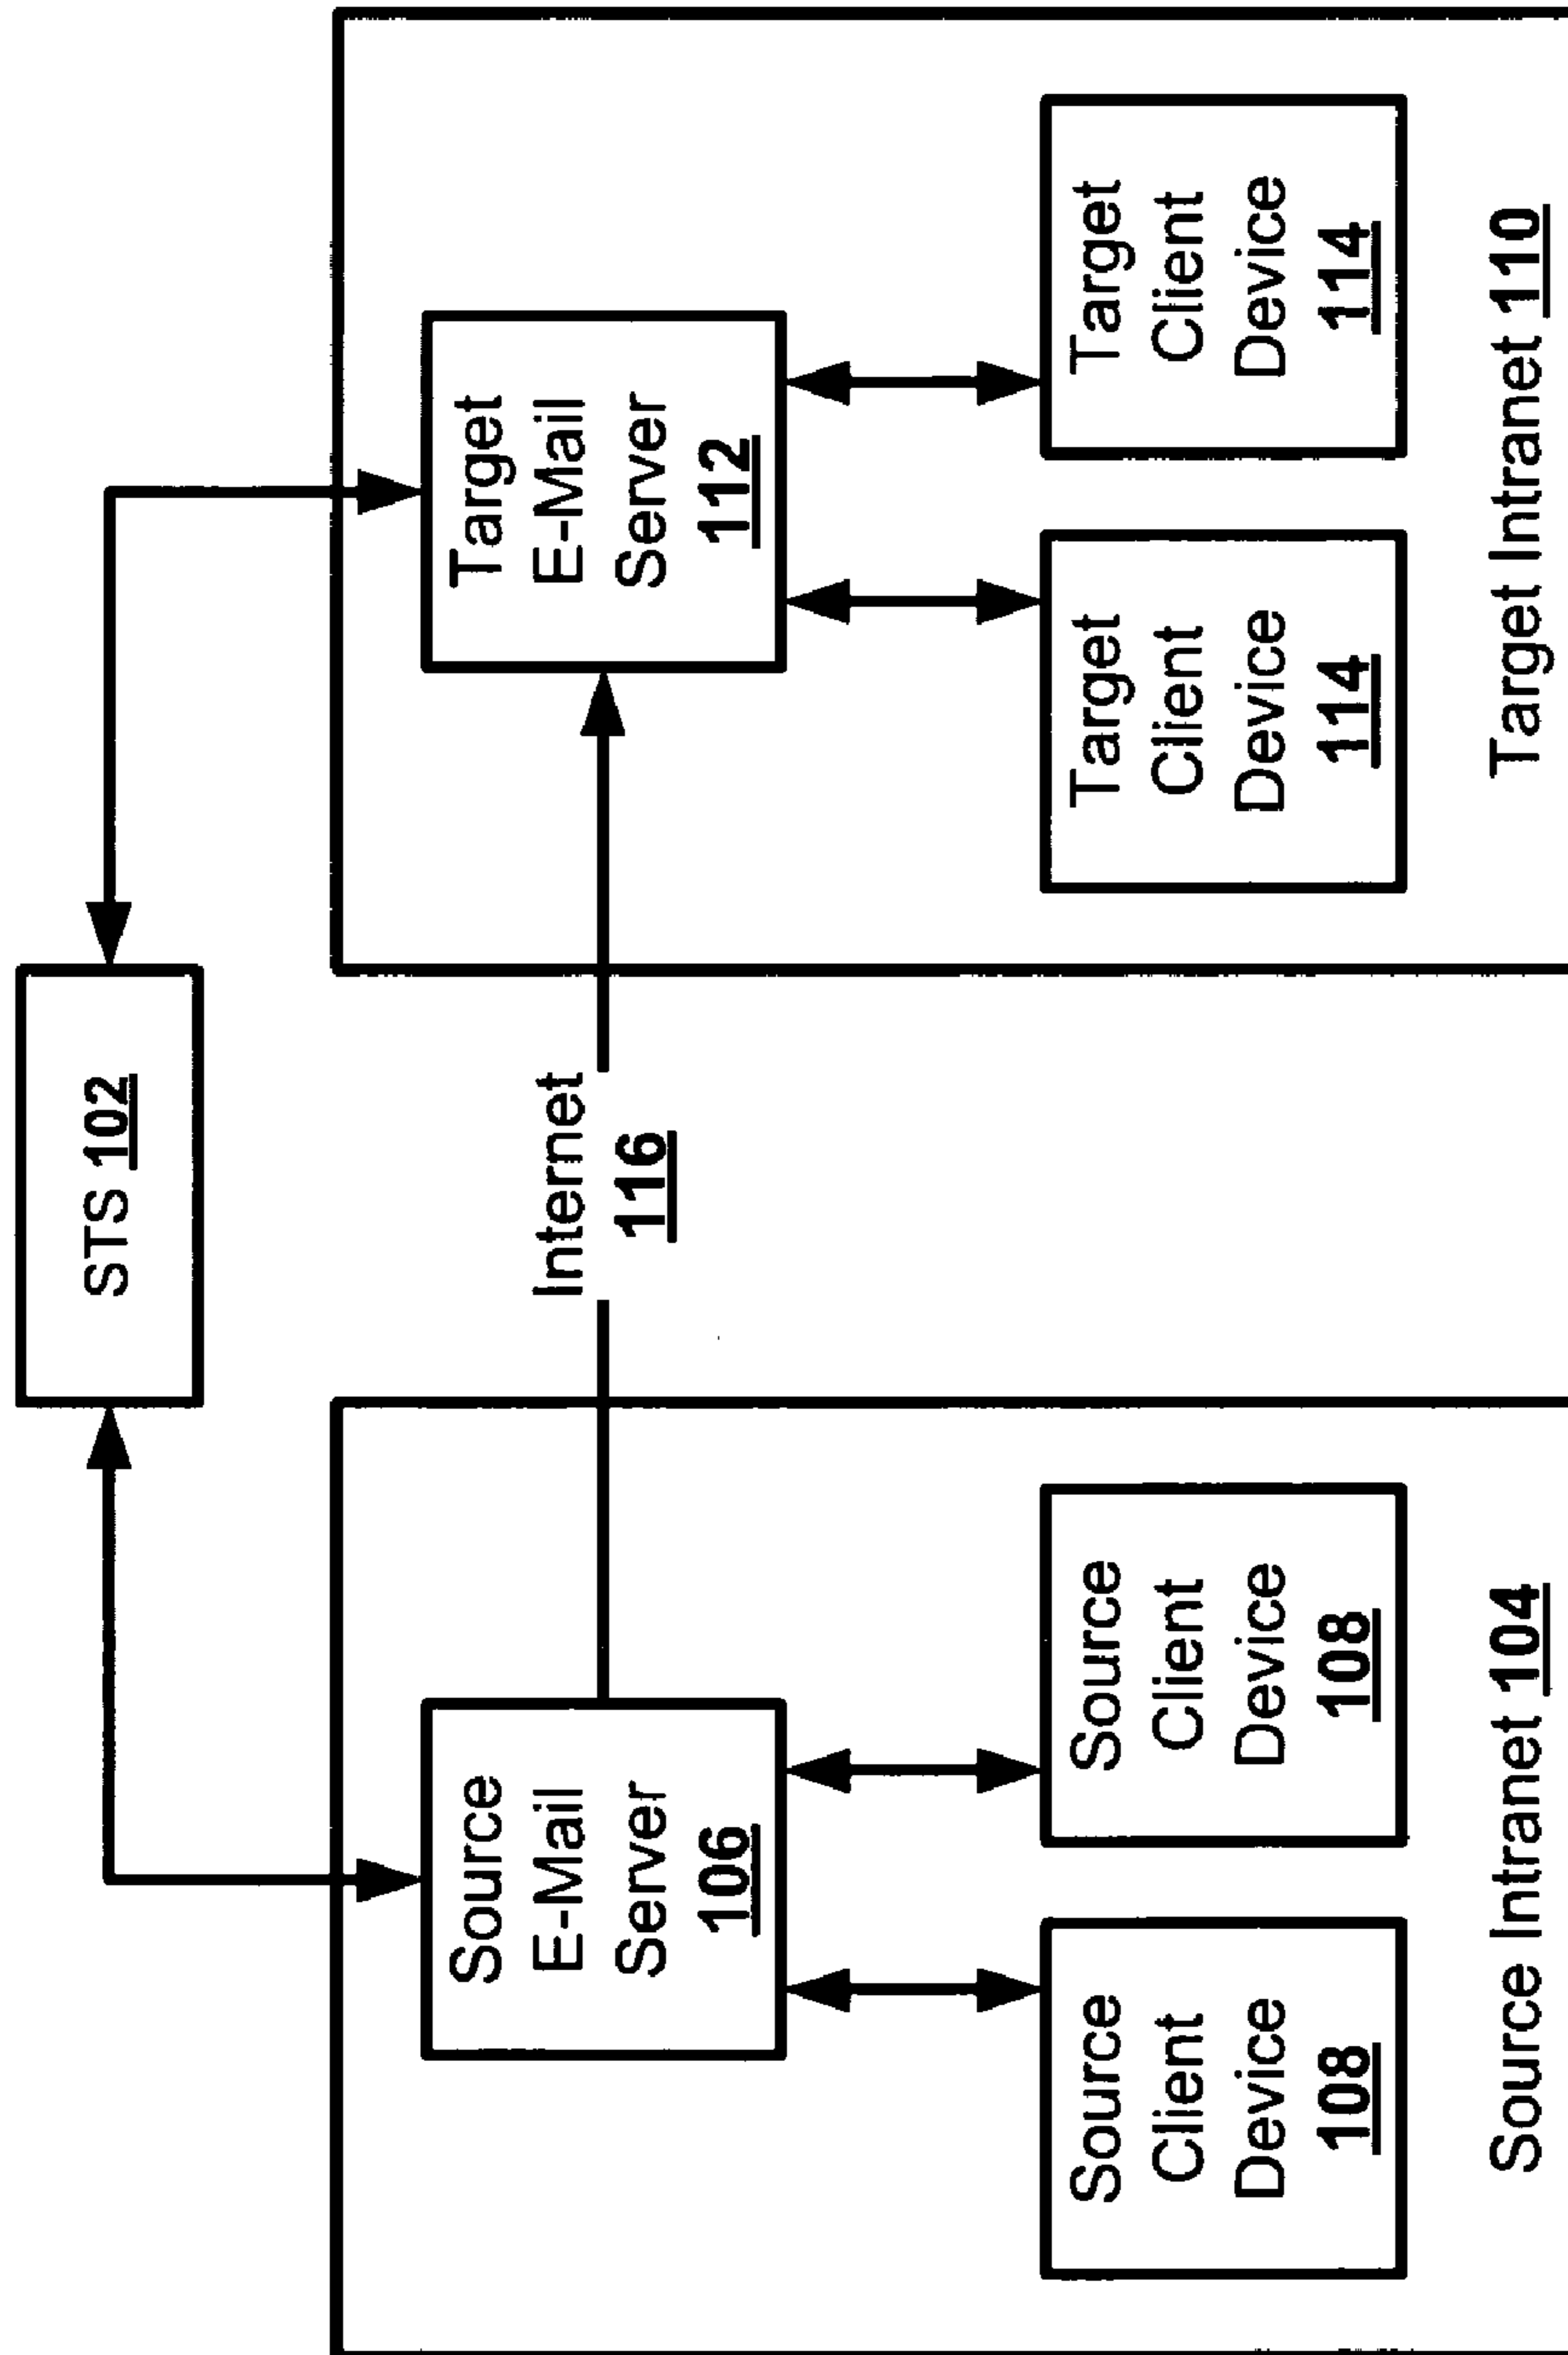 STS 102
Source
E-Mail
Server
106
Internet
116
Target
E-Mail
Server
112
Source
Client
Device
108
Source
Client
Device
108
Target
Client
Device
114
Target
Client
Device
114
Source Intranet 104
Target Intranet 110